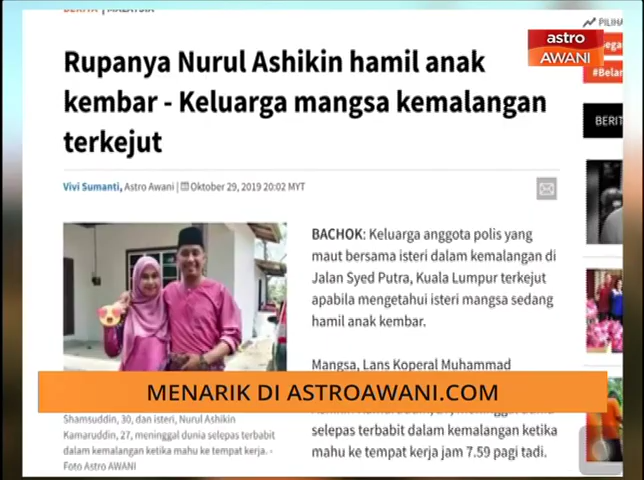 BERITA | MALAYSIA
astro
AWANI
Rupanya Nurul Ashikin hamil anak
kembar - Keluarga mangsa kemalangan
terkejut
Vivi Sumanti, Astro Awani | Oktober 29, 2019 20:02 MYT
BERIT
BACHOK: Keluarga anggota polis yang
maut bersama isteri dalam kemalangan di
Jalan Syed Putra, Kuala Lumpur terkejut
apabila mengetahui isteri mangsa sedang
hamil anak kembar.
Mangsa, Lans Koperal Muhammad
MENARIK DI ASTROAWANI.COM
Shamsuddin, 30, dan isteri, Nurul Ashikin
Kamaruddin, 27, meninggal dunia selepas terbabit
dalam kemalangan ketika mahu ke tempat kerja. -
Foto Astro AWANI
selepas terbabit dalam kemalangan ketika
mahu ke tempat kerja jam 7.59 pagi tadi.